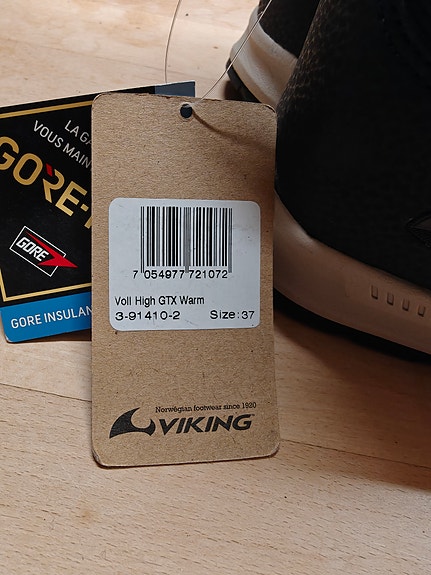 LA GA
VOUS MAIN
GORE-
GORE
GORE INSULAN
7 054977 721072
Voll High GTX Warm
3-91410-2 Size:37
Norwegian footwear since 1920
VIKING